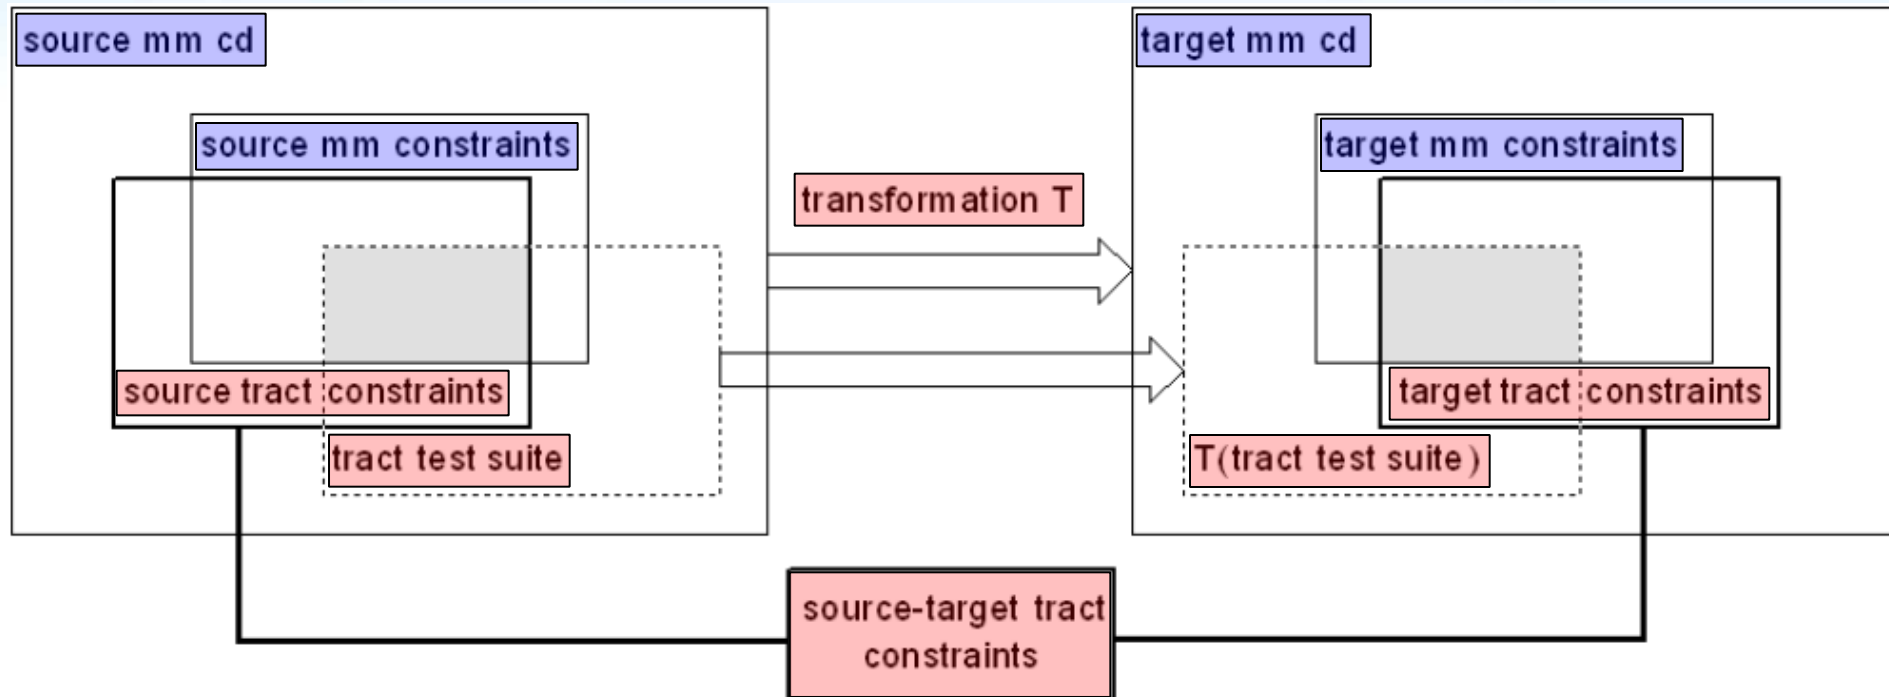 source mm cd
target mm cd
source mm constraints
target mm constraints
transformation T
source tract constraints
target tract constraints
tract test suite
T(tract test suite)
source-target tract
constraints